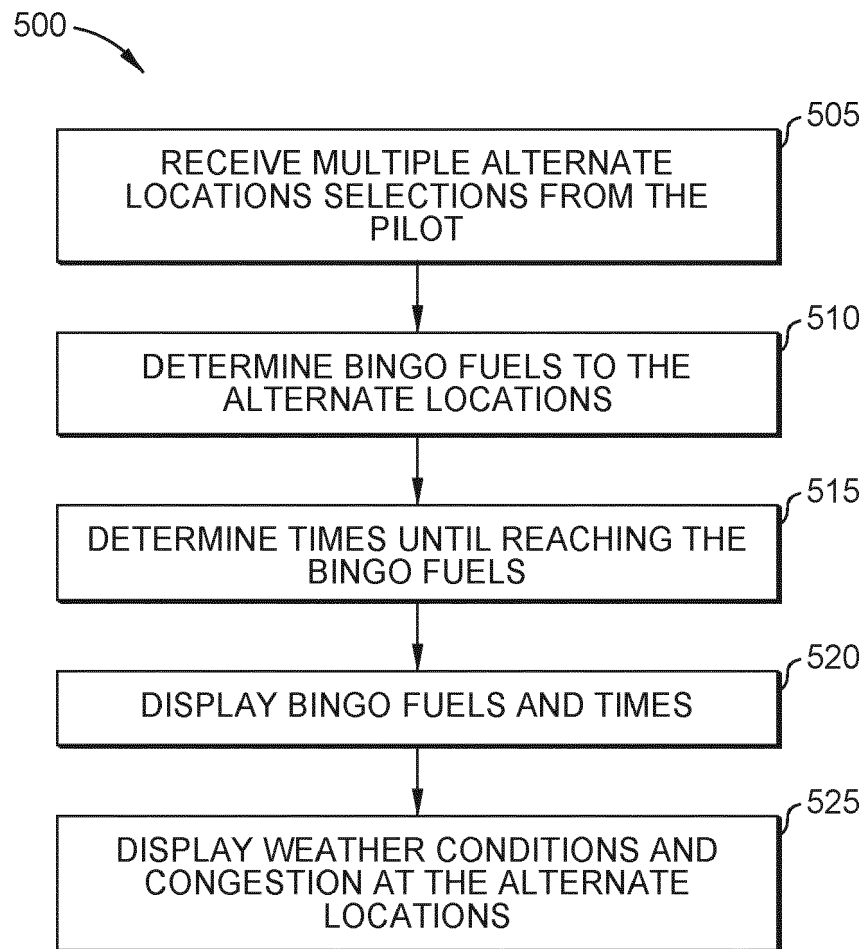 500
505
RECEIVE MULTIPLE ALTERNATE
LOCATIONS SELECTIONS FROM THE
PILOT
510
DETERMINE BINGO FUELS TO THE
ALTERNATE LOCATIONS
515
DETERMINE TIMES UNTIL REACHING THE
BINGO FUELS
520
DISPLAY BINGO FUELS AND TIMES
525
DISPLAY WEATHER CONDITIONS AND
CONGESTION AT THE ALTERNATE
LOCATIONS